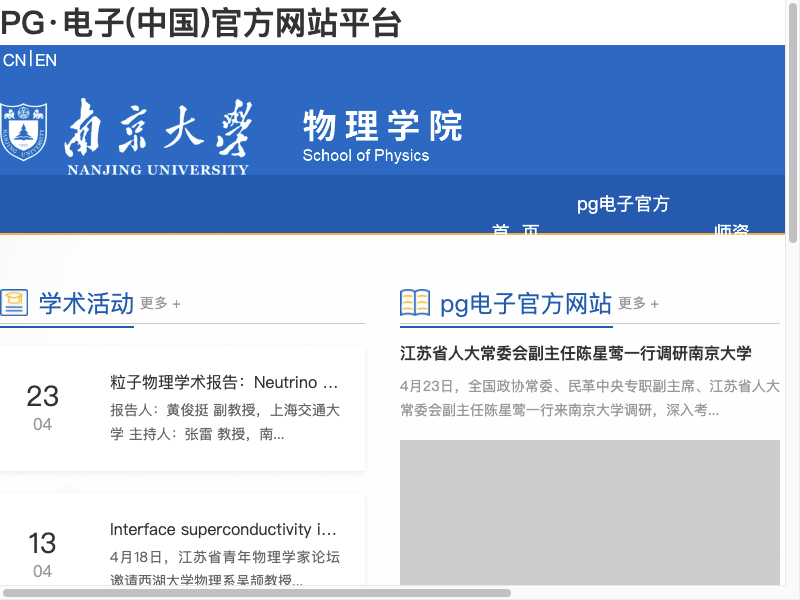 PG·电子(中国)官方网站平台
CN|EN
南京大学
NANJING UNIVERSITY
物理学院
School of Physics
pg电子官方
首 页
师资
学术活动 更多 +
23
04
粒子物理学术报告：Neutrino ...
报告人：黄俊挺 副教授，上海交通大
学 主持人：张雷 教授，南...
13
04
Interface superconductivity i...
4月18日，江苏省青年物理学家论坛
邀请西湖大学物理系吴颉教授...
pg电子官方网站 更多 +
江苏省人大常委会副主任陈星莺一行调研南京大学
4月23日，全国政协常委、民革中央专职副主席、江苏省人大
常委会副主任陈星莺一行来南京大学调研，深入考...